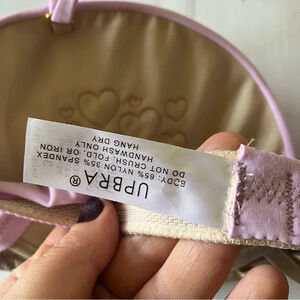 UPBRA®
BODY: 65% NYLON 35% SPANDEX
DO NOT CRUSH, FOLD, OR IRON
HANDWASH ONLY
HANG DRY